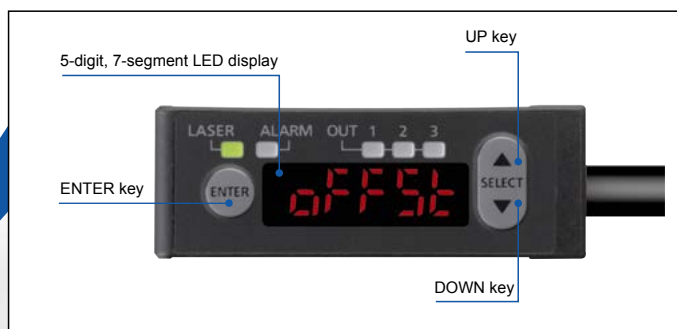 UP key
5-digit, 7-segment LED display
LASER ALARM OUT 1 2 3
ENTER key
ENTER
oFFSt
SELECT
DOWN key